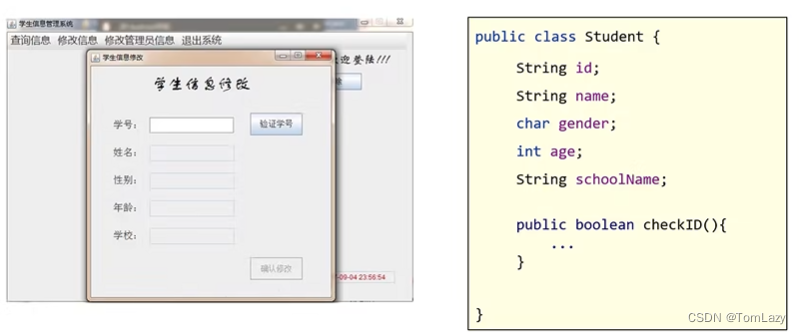 学生信息管理系统
查询信息 修改信息 修改管理员信息 退出系统
迎登陆!!!
学生信息修改
学生信息修改
学号：
验证学号
姓名：
性别：
年龄：
学校：
确认修改
-09-04 23:56:54
public class Student {
String id;
String name;
char gender;
int age;
String schoolName;
public boolean checkID(){
...
}
}
CSDN @TomLazy